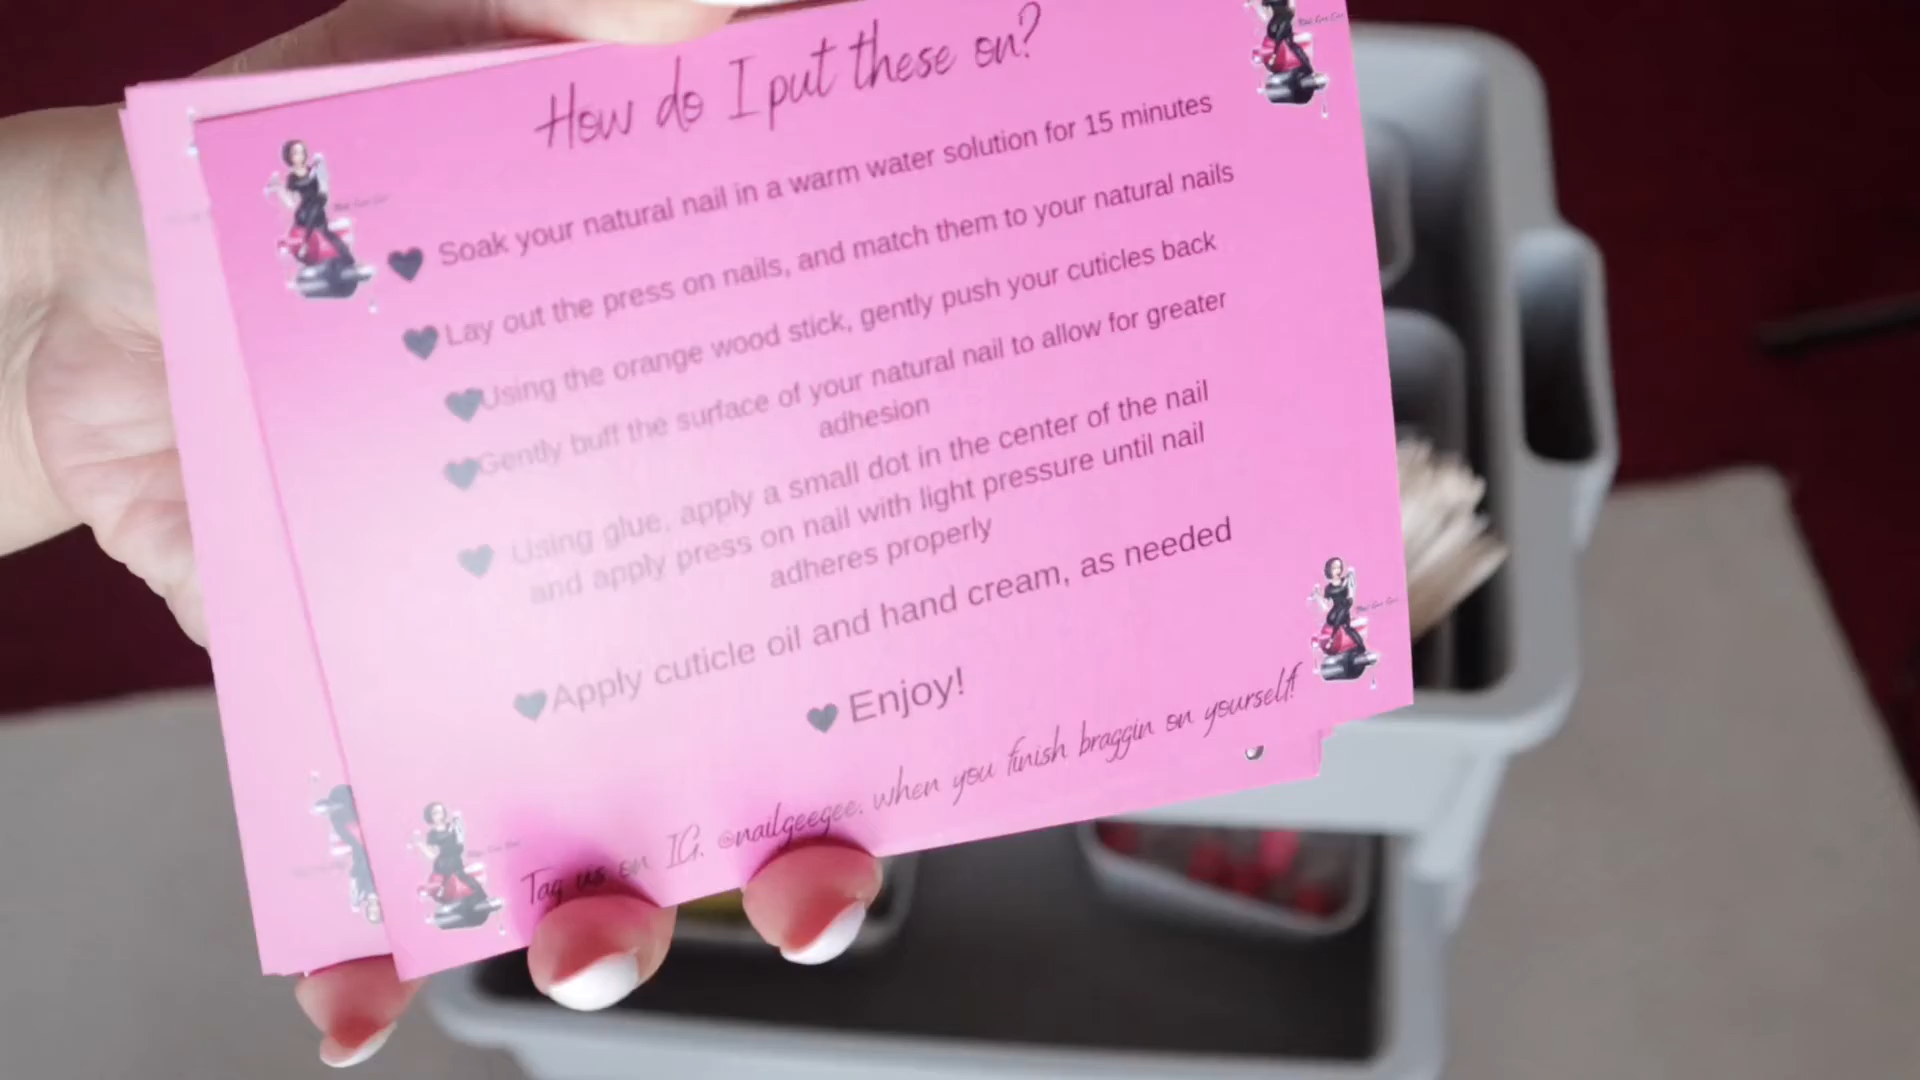 How do I put these on?
Soak your natural nail in a warm water solution for 15 minutes
Lay out the press on nails, and match them to your natural nails
Using the orange wood stick, gently push your cuticles back
Gently buff the surface of your natural nail to allow for greater
adhesion
Using glue, apply a small dot in the center of the nail
and apply press on nail with light pressure until nail
adheres properly
Apply cuticle oil and hand cream, as needed
Enjoy!
Tag us on IG. @nailgeegee. when you finish braggin on yourself!